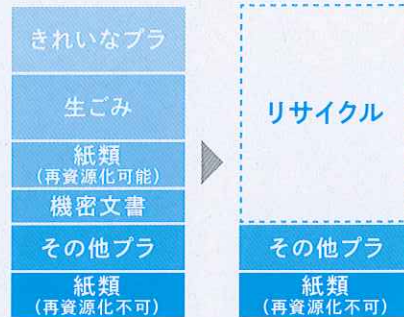 きれいなプラ
生ごみ
紙類
(再資源化可能)
機密文書
その他プラ
紙類
(再資源化不可)
リサイクル
その他プラ
紙類
(再資源化不可)